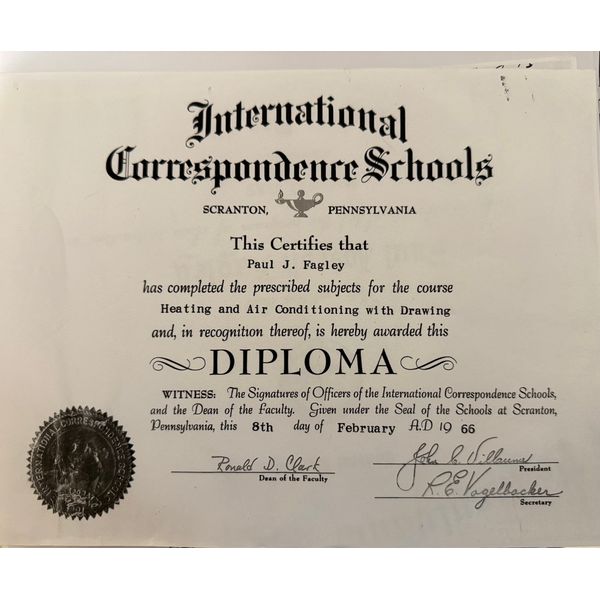 International
Correspondence Schools
SCRANTON, PENNSYLVANIA
This Certifies that
Paul J. Fagley
has completed the prescribed subjects for the course
Heating and Air Conditioning with Drawing
and, in recognition thereof, is hereby awarded this
DIPLOMA
WITNESS: The Signatures of Officers of the International Correspondence Schools,
and the Dean of the Faculty. Given under the Seal of the Schools at Scranton,
Pennsylvania, this 8th day of February A.D. 19 66
Ronald D. Clark
Dean of the Faculty
John C. Villaume
President
R.E. Vogelbacker
Secretary